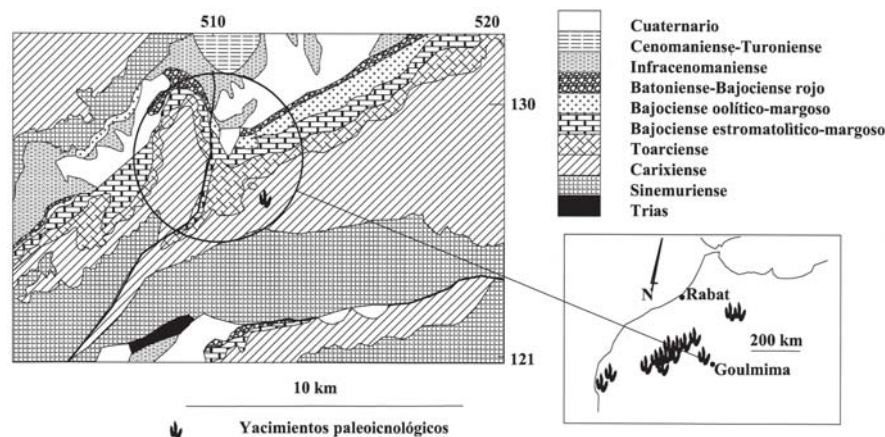 510
520
130
121
10 km
Yacimientos paleoicnológicos
Cuaternario
Cenomaniense-Turoniense
Infracenomaniense
Batoniense-Bajociense rojo
Bajociense oolítico-margoso
Bajociense estromatolìtico-margoso
Toarciense
Carixiense
Sinemuriense
Trias
N
Rabat
200 km
Goulmima